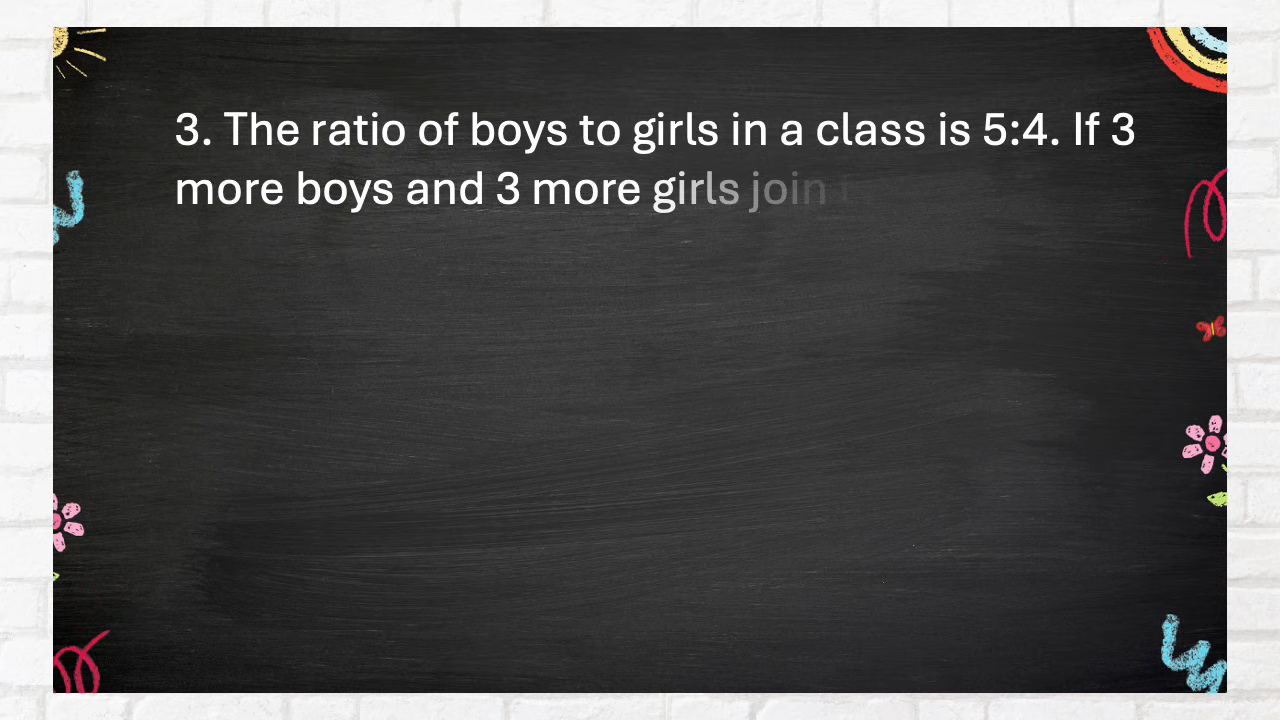 3. The ratio of boys to girls in a class is 5:4. If 3
more boys and 3 more girls join